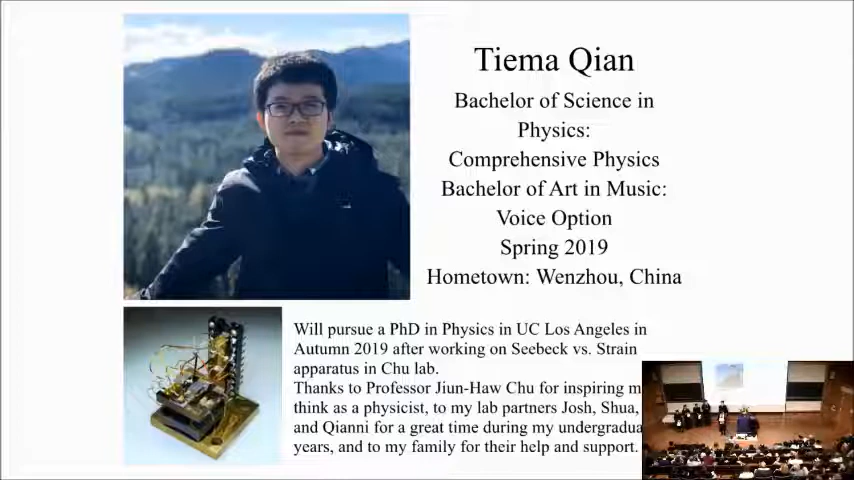 Tiema Qian
Bachelor of Science in
Physics:
Comprehensive Physics
Bachelor of Art in Music:
Voice Option
Spring 2019
Hometown: Wenzhou, China
Will pursue a PhD in Physics in UC Los Angeles in
Autumn 2019 after working on Seebeck vs. Strain
apparatus in Chu lab.
Thanks to Professor Jiun-Haw Chu for inspiring m
think as a physicist, to my lab partners Josh, Shua,
and Qianni for a great time during my undergradua
years, and to my family for their help and support.